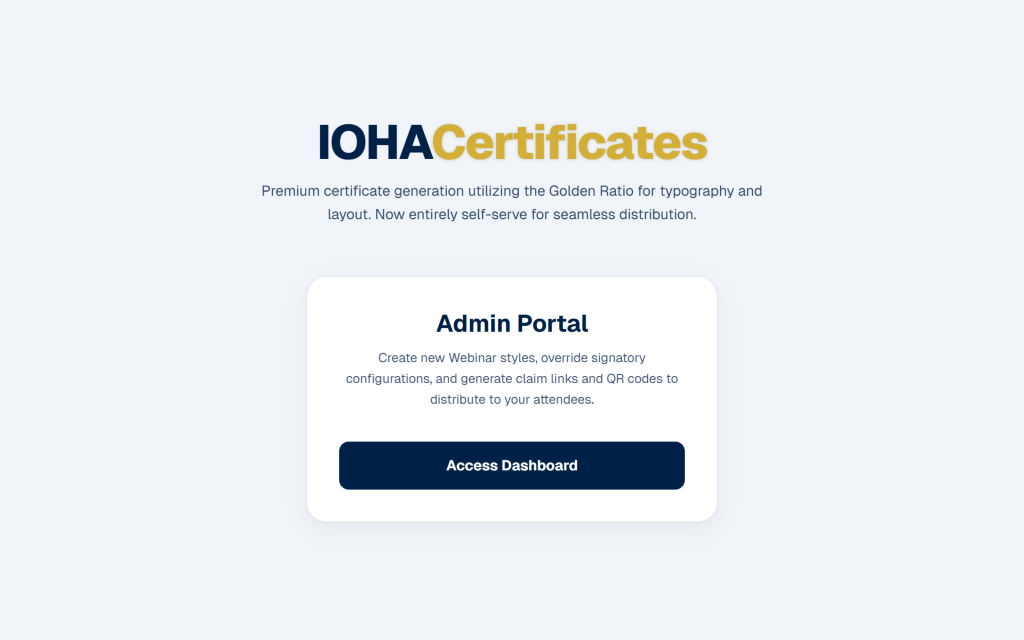 IOHACertificates
Premium certificate generation utilizing the Golden Ratio for typography and
layout. Now entirely self-serve for seamless distribution.
Admin Portal
Create new Webinar styles, override signatory
configurations, and generate claim links and QR codes to
distribute to your attendees.
Access Dashboard